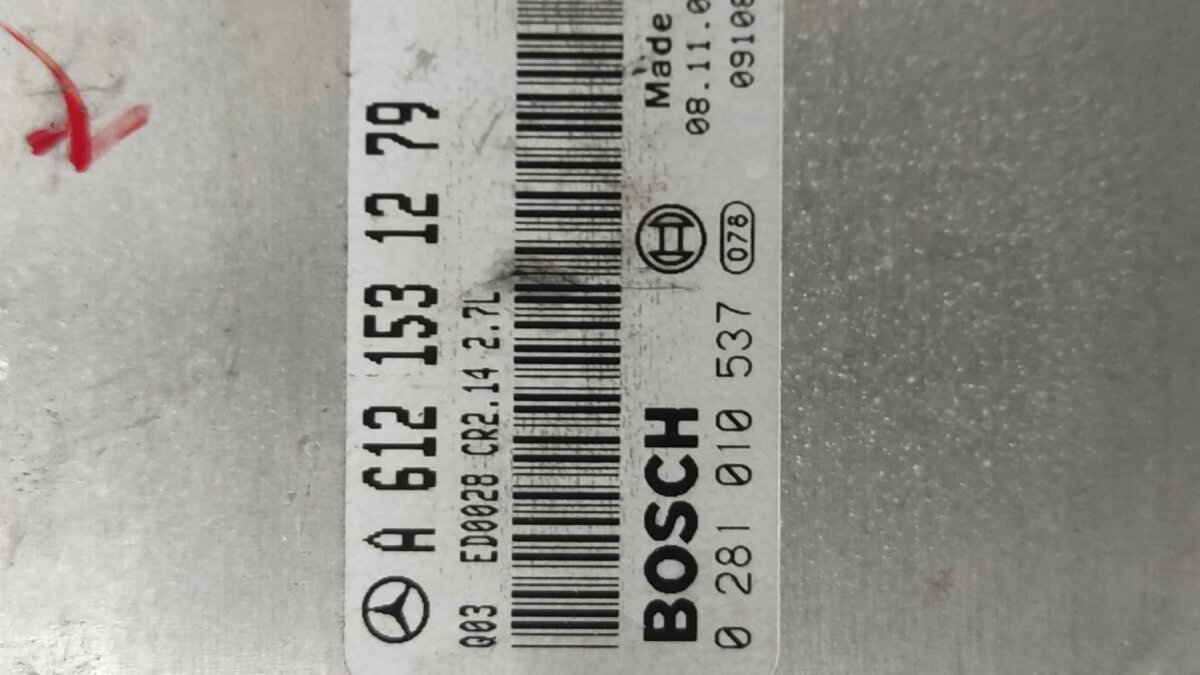 A 612 153 12 79
Q03 ED0028 CR2.14 2.7L
BOSCH Made
0 281 010 537 078
08.11.0
09108